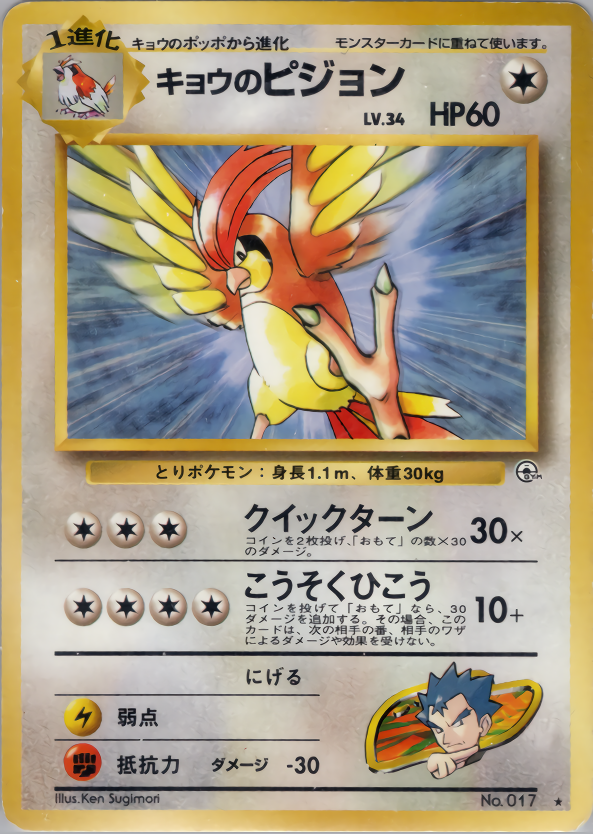 1進化
キョウのポッポから進化
モンスターカードに重ねて使います。
キョウのピジョン
LV.34 HP60
とりポケモン：身長1.1m、体重30kg
GYM
クイックターン 30×
コインを2枚投げ、「おもて」の数×30
のダメージ。
こうそくひこう 10+
コインを投げて「おもて」なら、30
ダメージを追加する。その場合、この
カードは、次の相手の番、相手のワザ
によるダメージや効果を受けない。
にげる
弱点
抵抗力 ダメージ -30
Illus.Ken Sugimori
No.017 ★